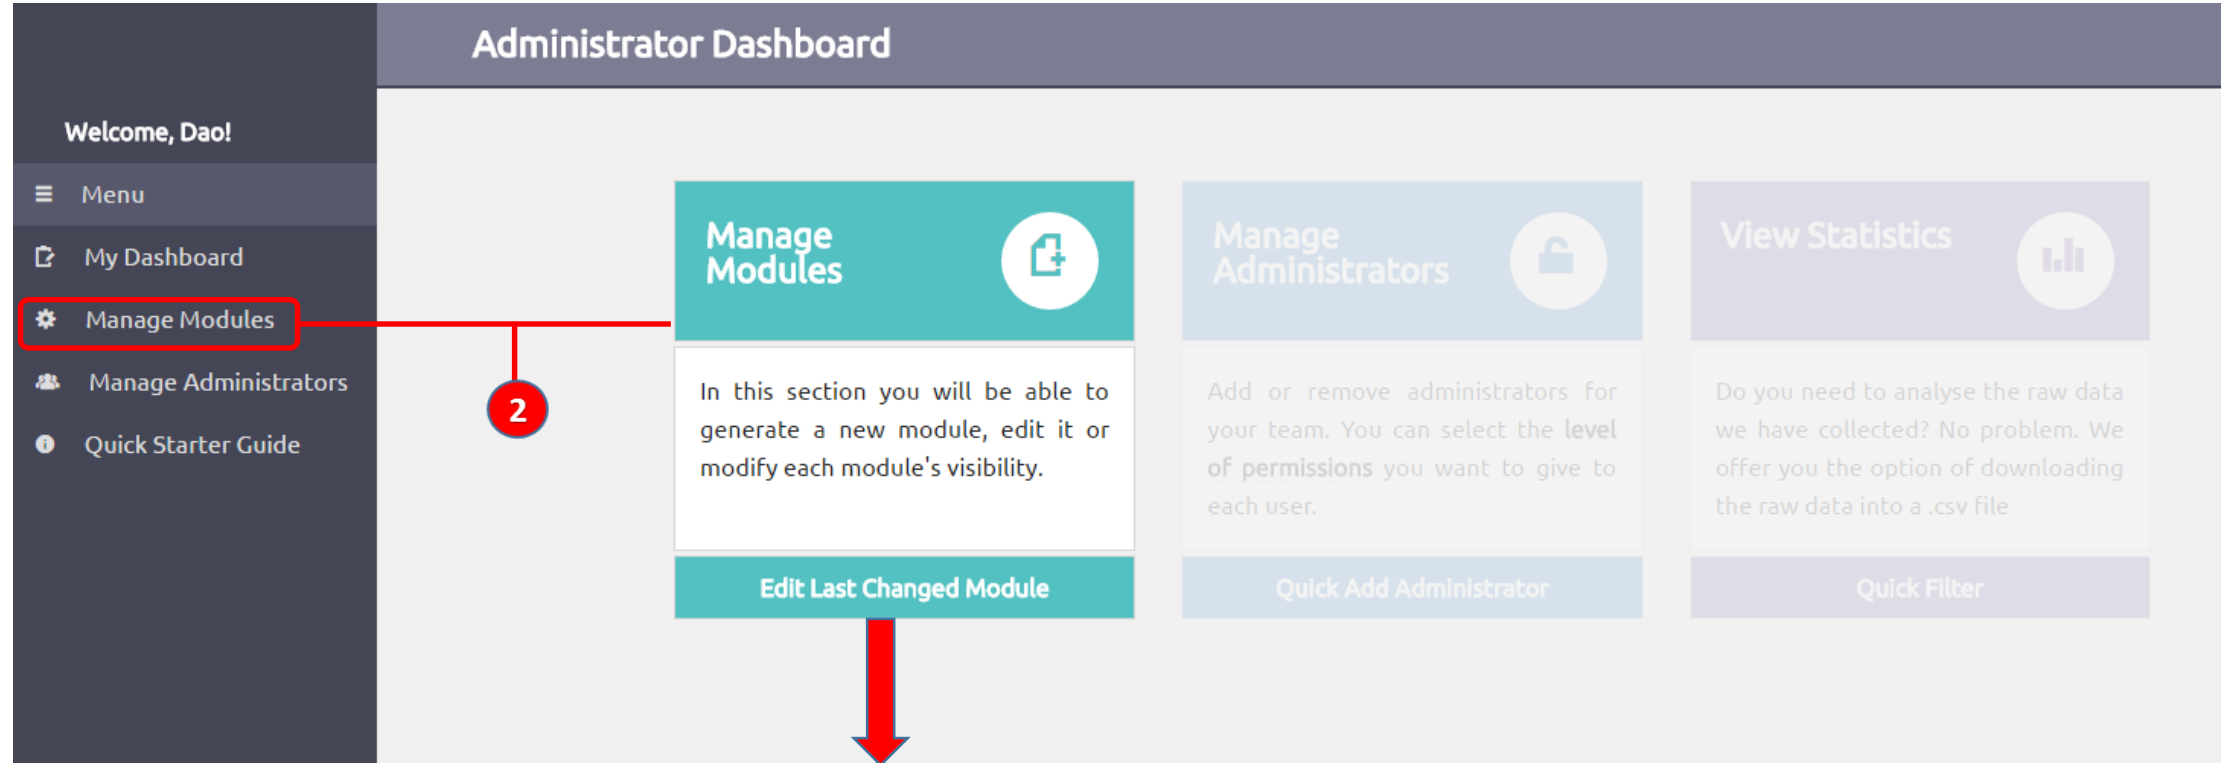 Administrator Dashboard
Welcome, Dao!
Menu
My Dashboard
Manage Modules
Manage Administrators
Quick Starter Guide
2
Manage
Modules
In this section you will be able to
generate a new module, edit it or
modify each module's visibility.
Edit Last Changed Module
Manage
Administrators
Add or remove administrators for
your team. You can select the level
of permissions you want to give to
each user.
Quick Add Administrator
View Statistics
Do you need to analyse the raw data
we have collected? No problem. We
offer you the option of downloading
the raw data into a .csv file
Quick Filter